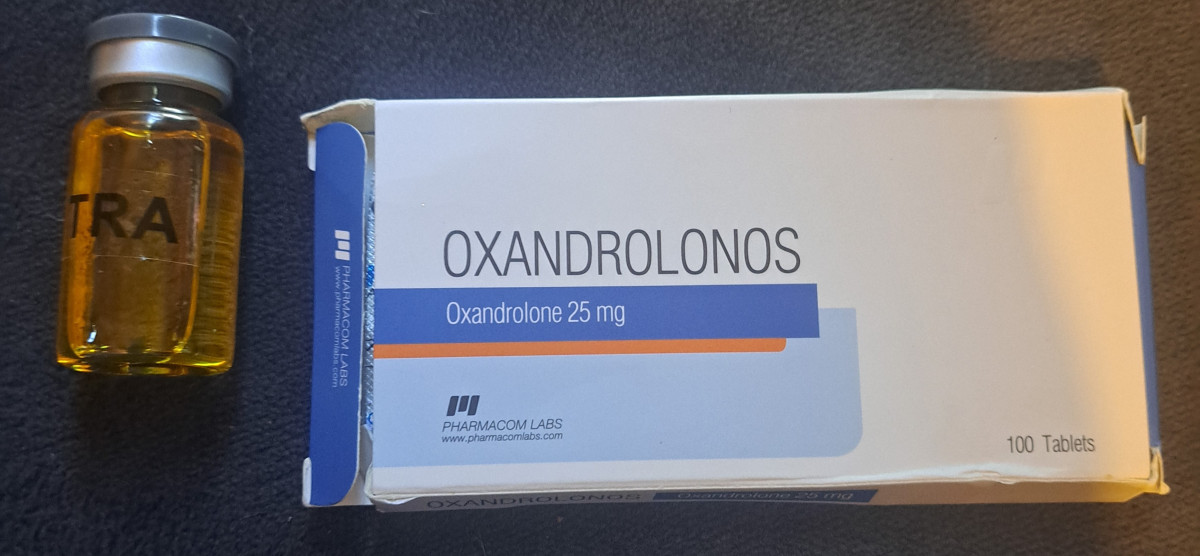 TRA
PHARMACOM LABS
www.pharmacomlabs.com
OXANDROLONOS
Oxandrolone 25 mg
PHARMACOM LABS
www.pharmacomlabs.com
100 Tablets
OXANDROLONOS
Oxandrolone 25 mg